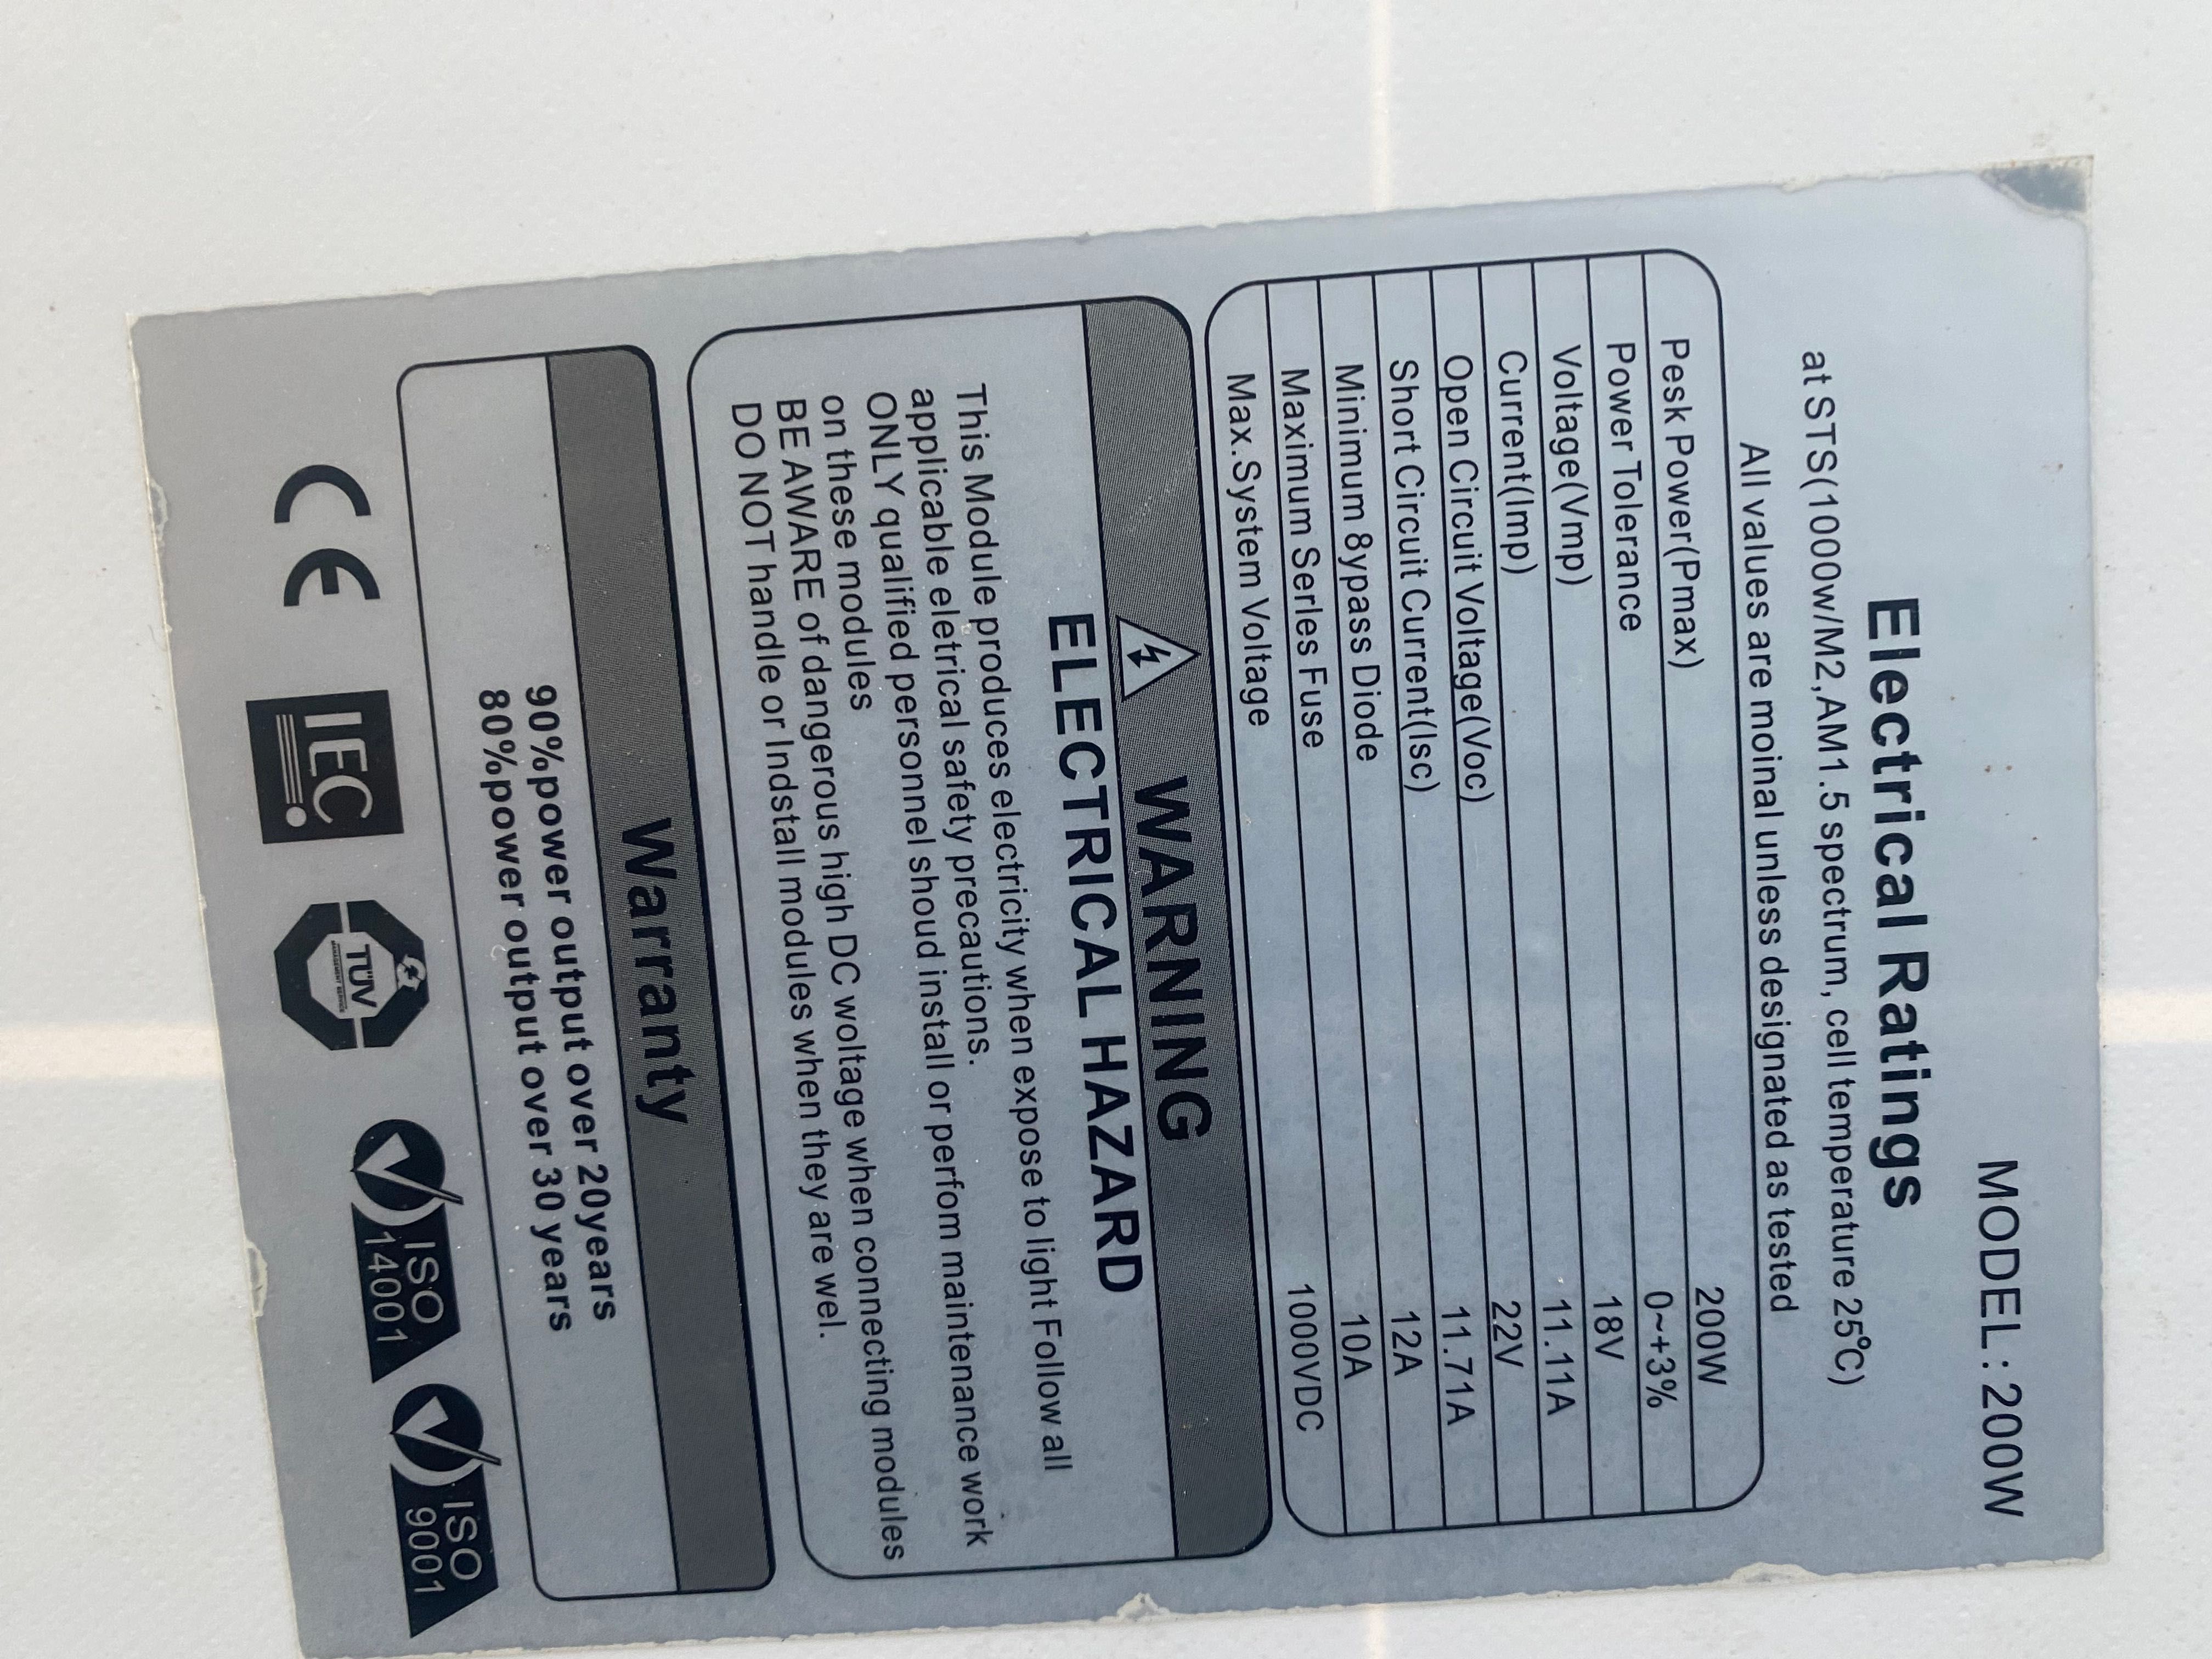 MODEL:200W
Electrical Ratings
at STS(1000w/M2,AM1.5 spectrum, cell temperature 25℃)
All values are moinal unless designated as tested
Pesk Power(Pmax) 200W
Power Tolerance 0~+3%
Voltage(Vmp) 18V
Current(Imp) 11.11A
Open Circuit Voltage(Voc) 22V
Short Circuit Current(Isc) 11.71A
Minimum 8ypass Diode 12A
Maximum Serles Fuse 10A
Max.System Voltage 1000VDC
WARNING
ELECTRICAL HAZARD
This Module produces electricity when expose to light Follow all
applicable eletrical safety precautions.
ONLY qualified personnel shoud install or perfom maintenance work
on these modules
BE AWARE of dangerous high DC woltage when connecting modules
DO NOT handle or Indstall modules when they are wel.
Warranty
90%power output over 20years
80%power output over 30 years
CE IEC TÜV ISO 14001 ISO 9001